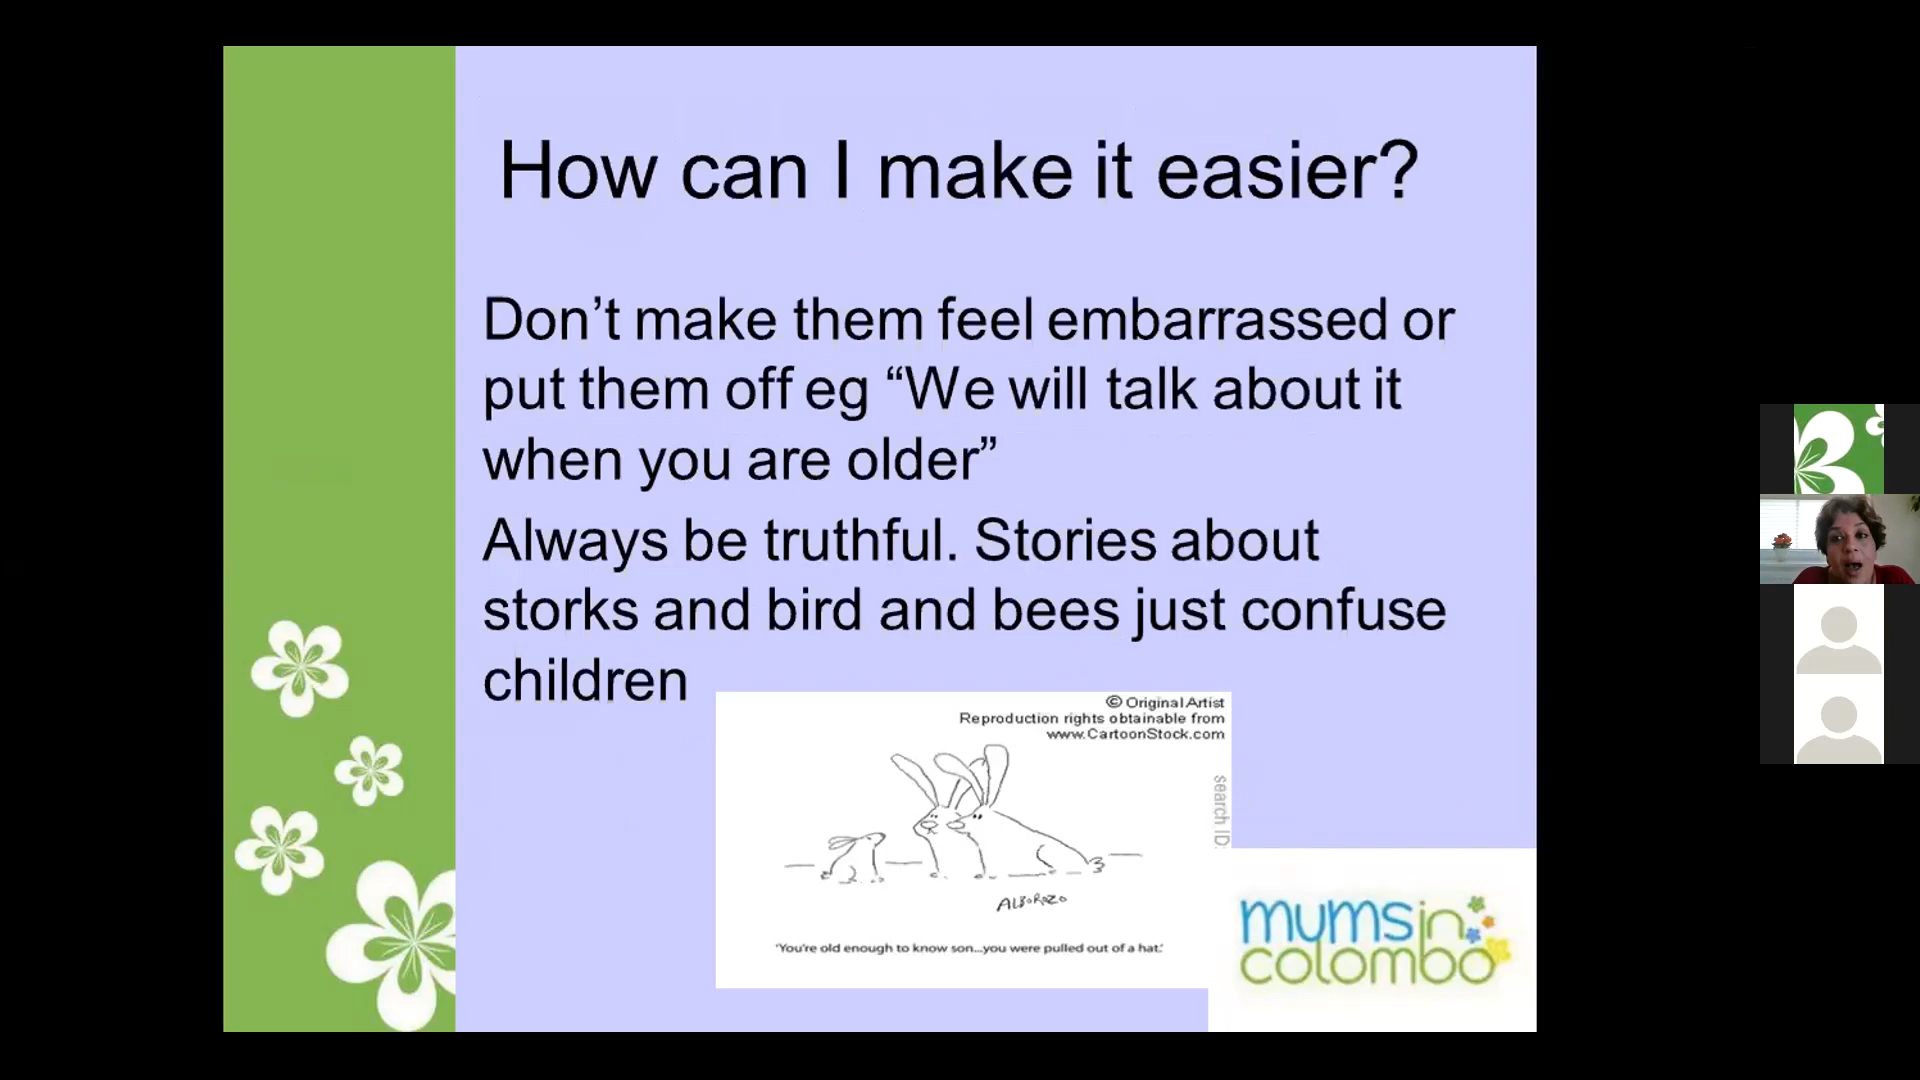 How can I make it easier?
Don’t make them feel embarrassed or
put them off eg “We will talk about it
when you are older”
Always be truthful. Stories about
storks and bird and bees just confuse
children
© Original Artist
Reproduction rights obtainable from
www.CartoonStock.com
search ID:
ALBOROZO
'You're old enough to know son...you were pulled out of a hat.'
mums in
colombo